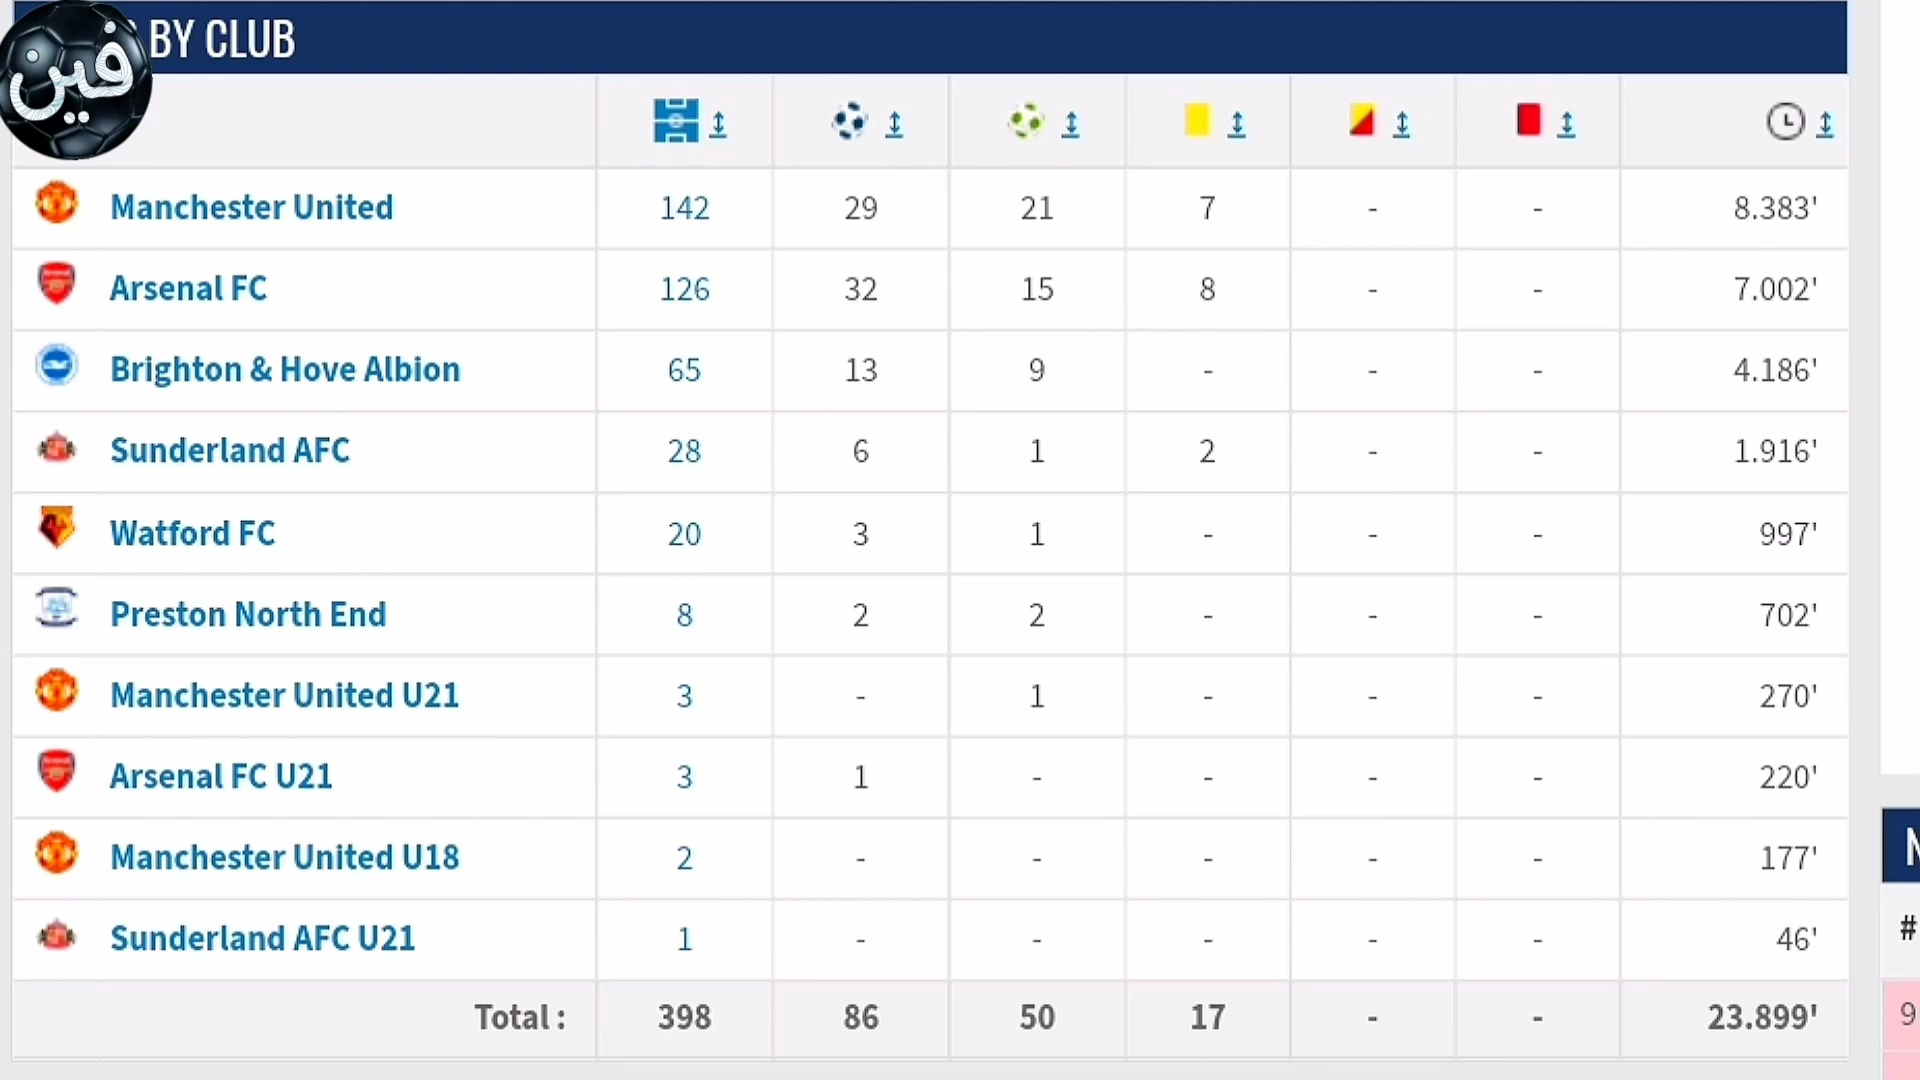 فين
BY CLUB
Manchester United 142 29 21 7 - - 8.383'
Arsenal FC 126 32 15 8 - - 7.002'
Brighton & Hove Albion 65 13 9 - - - 4.186'
Sunderland AFC 28 6 1 2 - - 1.916'
Watford FC 20 3 1 - - - 997'
Preston North End 8 2 2 - - - 702'
Manchester United U21 3 - 1 - - - 270'
Arsenal FC U21 3 1 - - - - 220'
Manchester United U18 2 - - - - - 177'
Sunderland AFC U21 1 - - - - - 46'
Total : 398 86 50 17 - - 23.899'
#
9